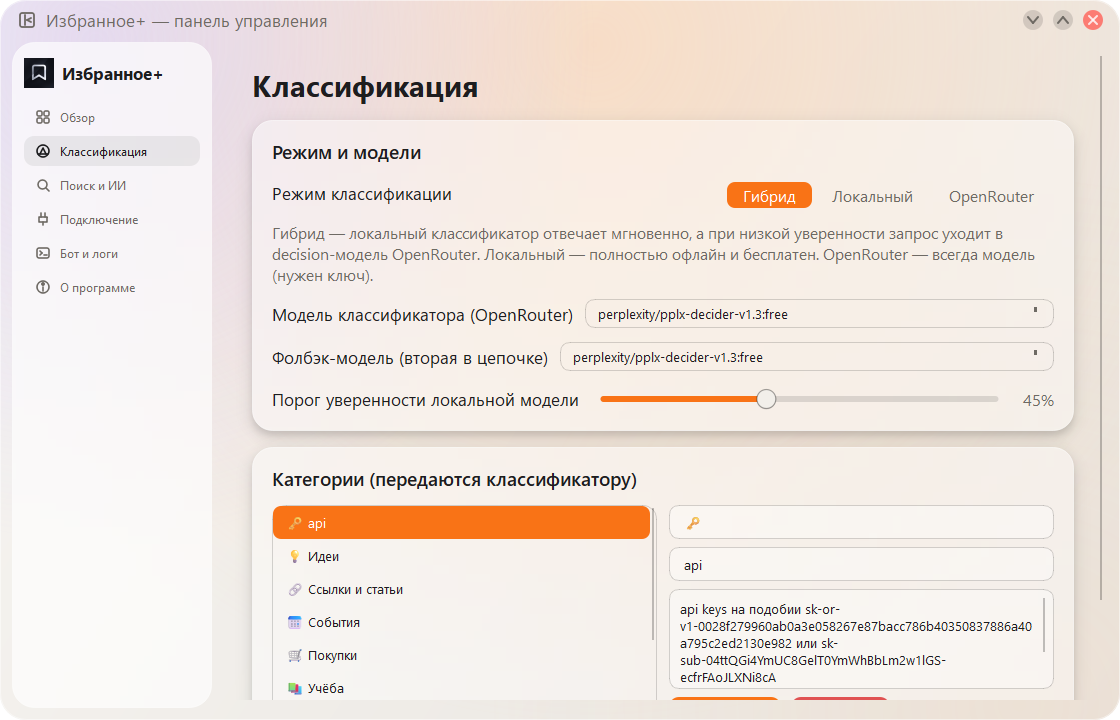 Избранное+ — панель управления
Избранное+
Обзор
Классификация
Поиск и ИИ
Подключение
Бот и логи
О программе
Классификация
Режим и модели
Режим классификации
Гибрид
Локальный
OpenRouter
Гибрид — локальный классификатор отвечает мгновенно, а при низкой уверенности запрос уходит в
decision-модель OpenRouter. Локальный — полностью офлайн и бесплатен. OpenRouter — всегда модель
(нужен ключ).
Модель классификатора (OpenRouter)
perplexity/pplx-decider-v1.3:free
Фолбэк-модель (вторая в цепочке)
perplexity/pplx-decider-v1.3:free
Порог уверенности локальной модели
45%
Категории (передаются классификатору)
api
Идеи
Ссылки и статьи
События
Покупки
Учёба
api
api keys на подобии sk-or-
v1-0028f279960ab0a3e058267e87bacc786b40350837886a40
a795c2ed2130e982 или sk-
sub-04ttQGi4YmUC8GelT0YmWhBbLm2w1lGS-
ecfrFAoJLXNi8cA